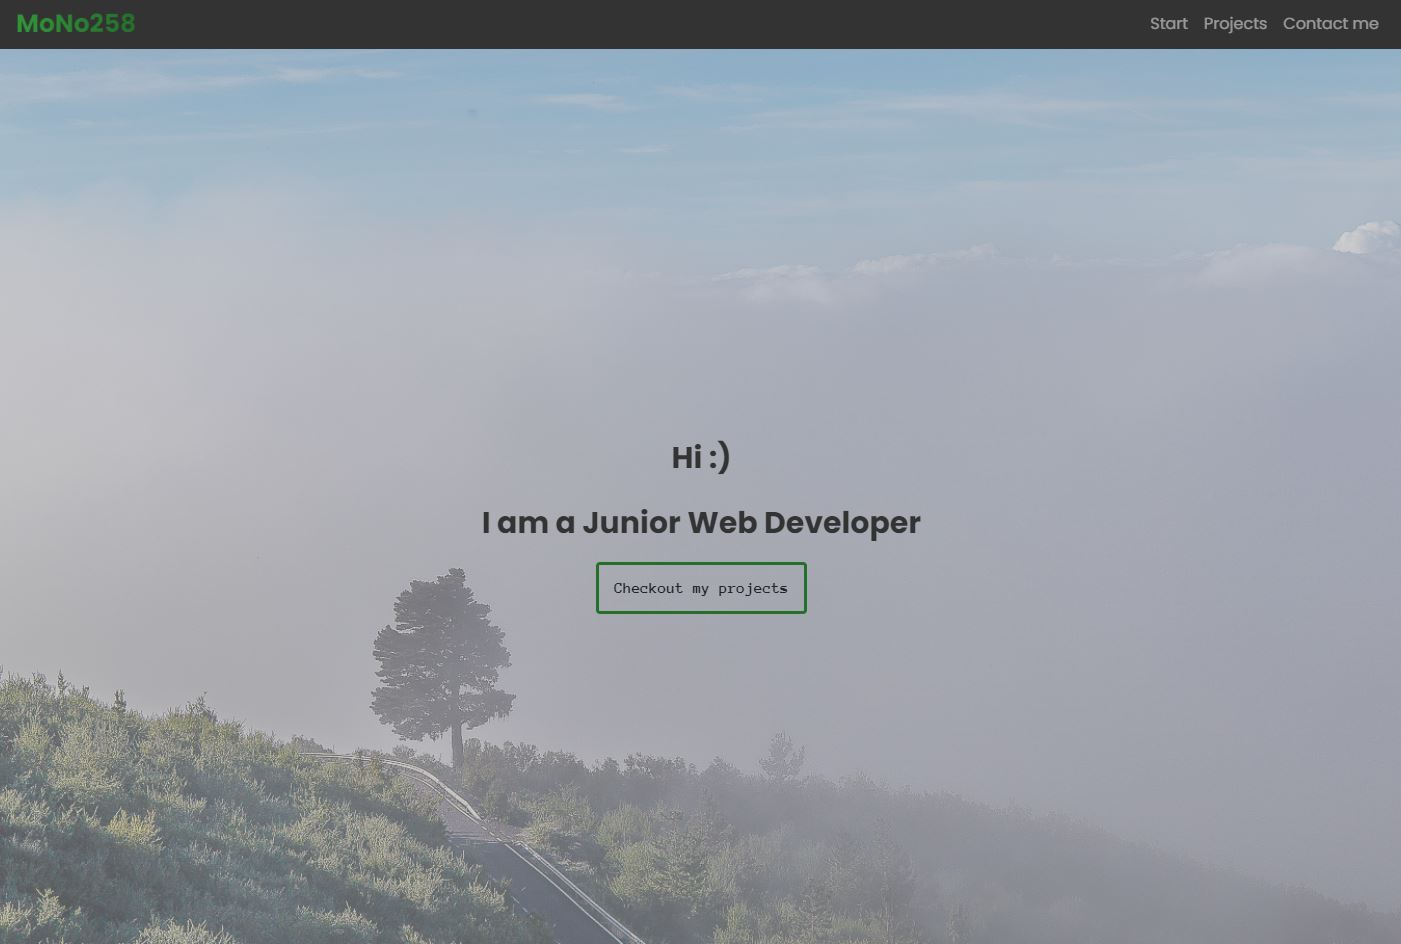 MoNo258
Start Projects Contact me
Hi :)
I am a Junior Web Developer
Checkout my projects